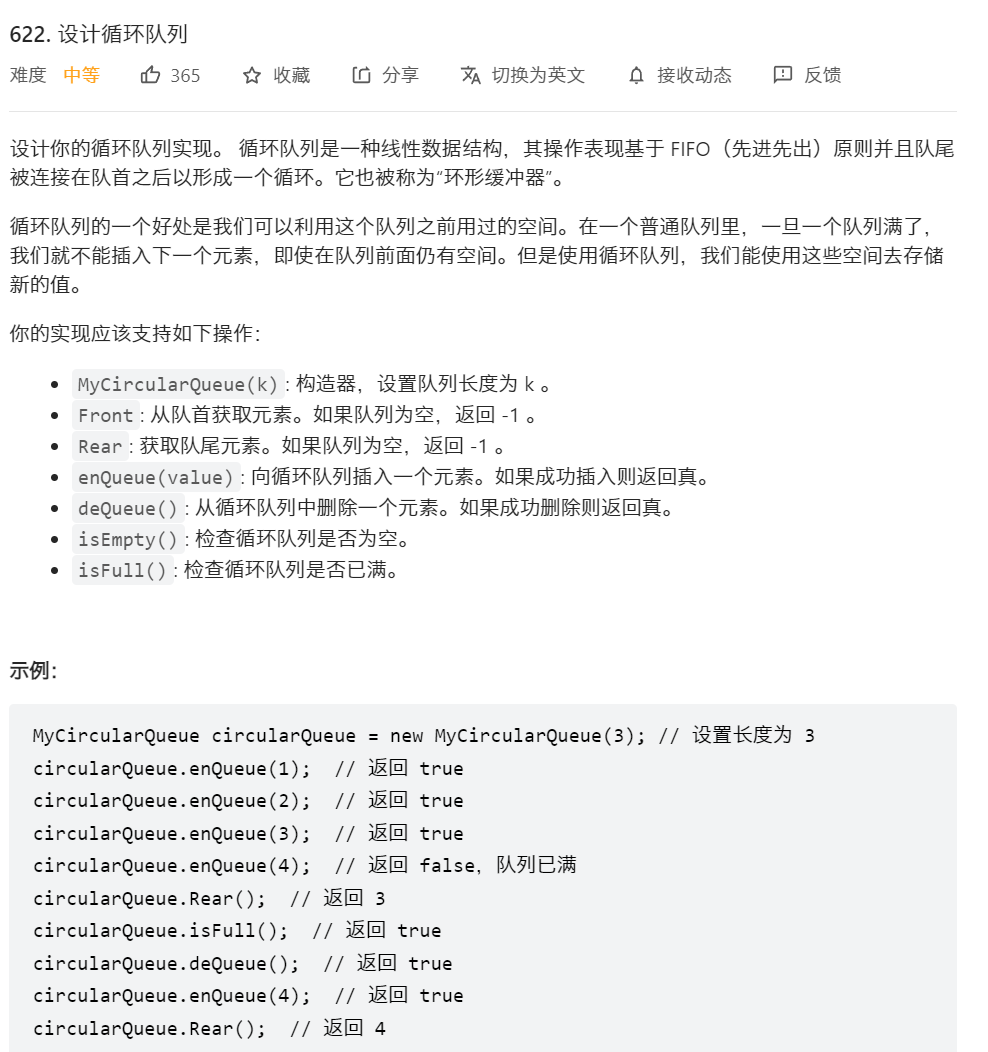 622. 设计循环队列
难度 中等 365 收藏 分享 切换为英文 接收动态 反馈
设计你的循环队列实现。 循环队列是一种线性数据结构，其操作表现基于 FIFO（先进先出）原则并且队尾
被连接在队首之后以形成一个循环。它也被称为“环形缓冲器”。
循环队列的一个好处是我们可以利用这个队列之前用过的空间。在一个普通队列里，一旦一个队列满了，
我们就不能插入下一个元素，即使在队列前面仍有空间。但是使用循环队列，我们能使用这些空间去存储
新的值。
你的实现应该支持如下操作：
• MyCircularQueue(k): 构造器，设置队列长度为 k 。
• Front: 从队首获取元素。如果队列为空，返回 -1 。
• Rear: 获取队尾元素。如果队列为空，返回 -1 。
• enQueue(value): 向循环队列插入一个元素。如果成功插入则返回真。
• deQueue(): 从循环队列中删除一个元素。如果成功删除则返回真。
• isEmpty(): 检查循环队列是否为空。
• isFull(): 检查循环队列是否已满。
示例：
MyCircularQueue circularQueue = new MyCircularQueue(3); // 设置长度为 3
circularQueue.enQueue(1);  // 返回 true
circularQueue.enQueue(2);  // 返回 true
circularQueue.enQueue(3);  // 返回 true
circularQueue.enQueue(4);  // 返回 false，队列已满
circularQueue.Rear();  // 返回 3
circularQueue.isFull();  // 返回 true
circularQueue.deQueue();  // 返回 true
circularQueue.enQueue(4);  // 返回 true
circularQueue.Rear();  // 返回 4